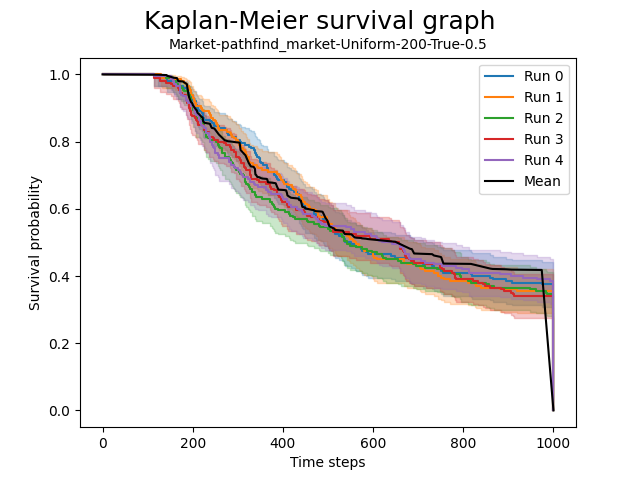 Kaplan-Meier survival graph
Market-pathfind_market-Uniform-200-True-0.5
Survival probability
1.0
0.8
0.6
0.4
0.2
0.0
Run 0
Run 1
Run 2
Run 3
Run 4
Mean
0 200 400 600 800 1000
Time steps